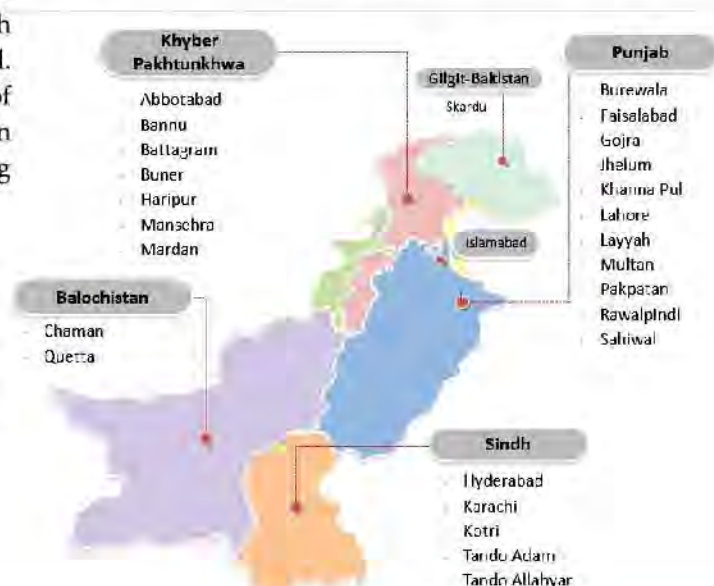 h
l.
of
n
g
Khyber
Pakhtunkhwa
Abbotabad
Bannu
Battagram
Buner
Haripur
Mansehra
Mardan
Gilgit-Baltistan
Skardu
Islamabad
Punjab
Burewala
Faisalabad
Gojra
Jhelum
Khanna Pul
Lahore
Layyah
Multan
Pakpatan
Rawalpindi
Sahiwal
Balochistan
Chaman
Quetta
Sindh
Hyderabad
Karachi
Kotri
Tando Adam
Tando Allahyar